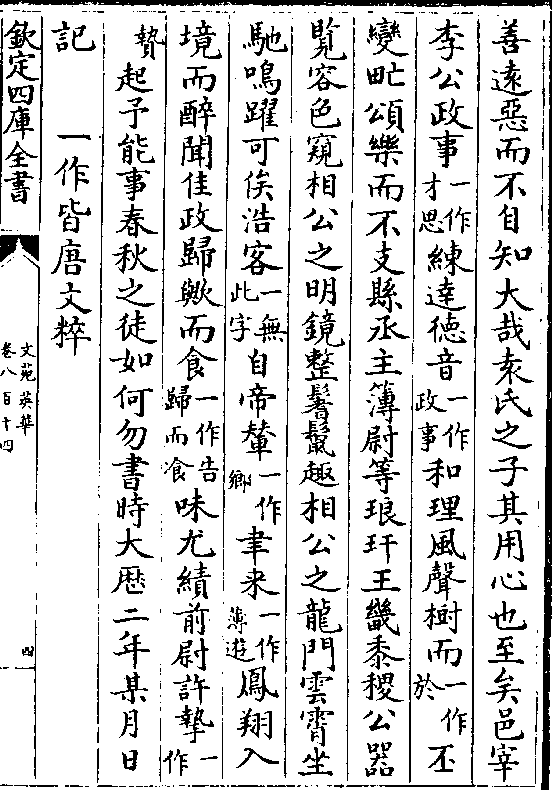 善遠惡而不自知大哉袁氏之子其用心也至矣邑宰
李公政事一作才思練達德音一作政事和理風聲樹而一作於丕
變甿頌樂而不支縣丞主簿尉等琅玕王畿黍稷公器
覽容色窺相公之明鏡整鬊鬣趣相公之龍門雲霄坐
馳鳴躍可俟浩客一無此字自帝輦一作鄉聿来一作薄遊鳳翔入
境而醉聞佳政歸歟而食一作告歸而飡味尤績前尉許摯一作
贄起予能事春秋之徒如何勿書時大厯二年某月日
記　一作皆唐文粹
欽定四庫全書
文苑英華
卷八百十四
四